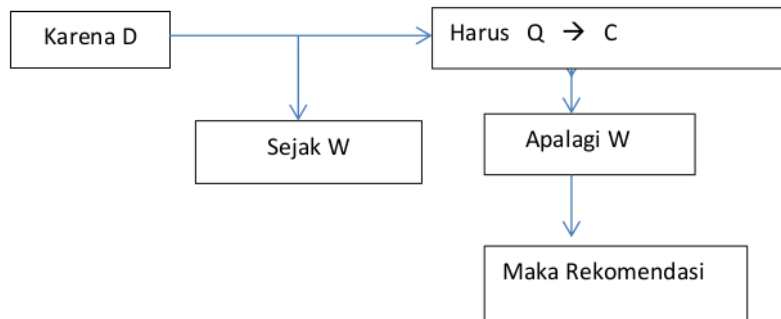 Karena D
Harus Q → C
Sejak W
Apalagi W
Maka Rekomendasi